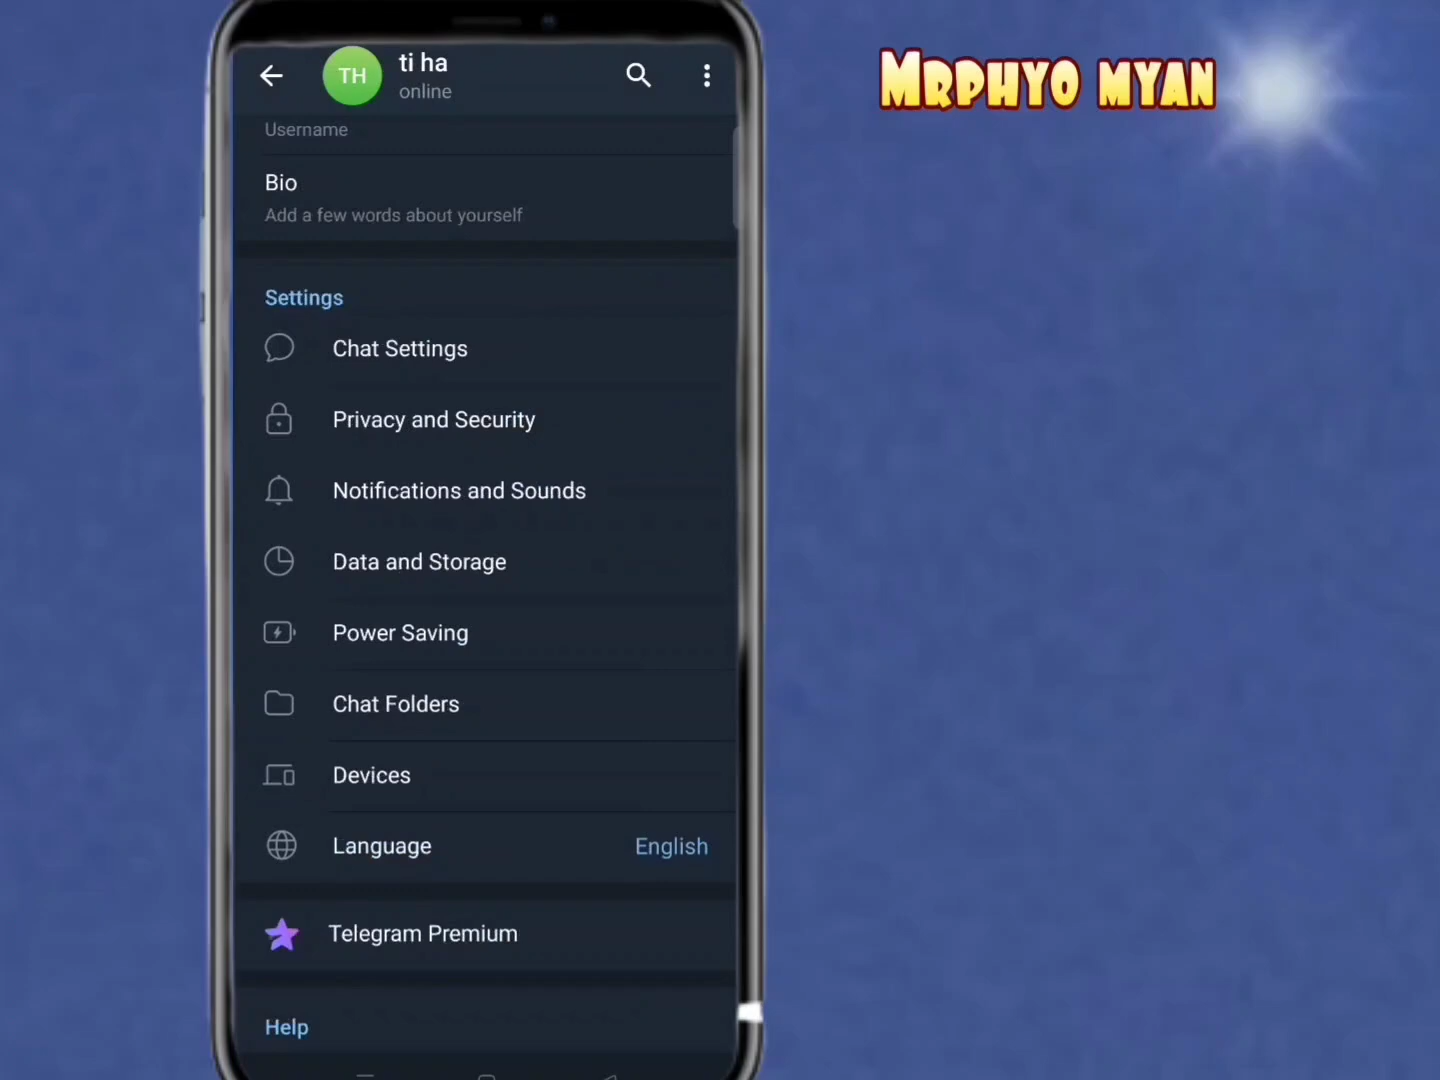 MRPHYO MYAN
TH
ti ha
online
Username
Bio
Add a few words about yourself
Settings
Chat Settings
Privacy and Security
Notifications and Sounds
Data and Storage
Power Saving
Chat Folders
Devices
Language English
Telegram Premium
Help